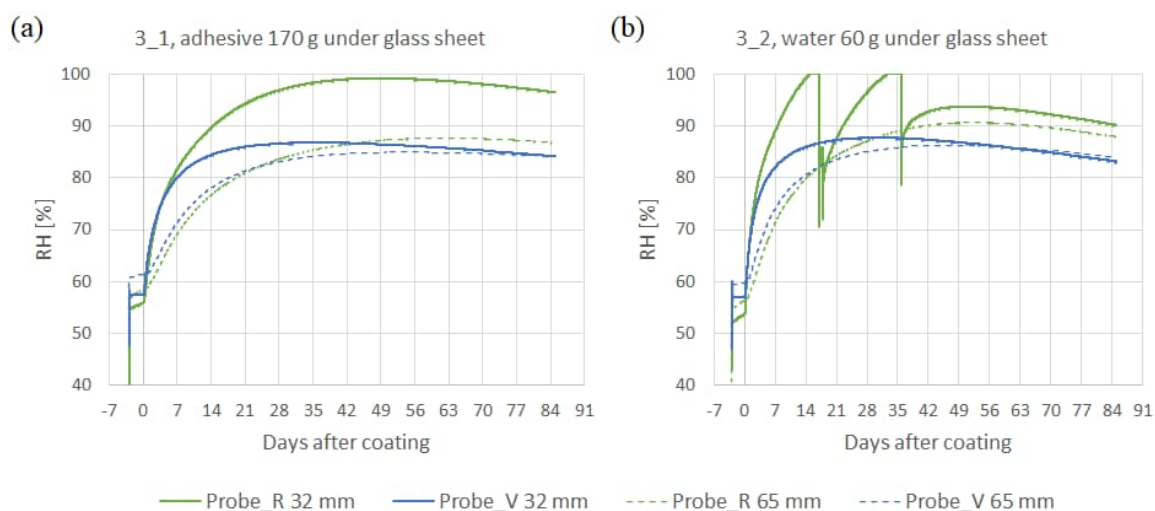 (a)
3_1, adhesive 170 g under glass sheet
RH [%]
100
90
80
70
60
50
40
-7 0 7 14 21 28 35 42 49 56 63 70 77 84 91
Days after coating
(b)
3_2, water 60 g under glass sheet
RH [%]
100
90
80
70
60
50
40
-7 0 7 14 21 28 35 42 49 56 63 70 77 84 91
Days after coating
Probe_R 32 mm Probe_V 32 mm Probe_R 65 mm Probe_V 65 mm